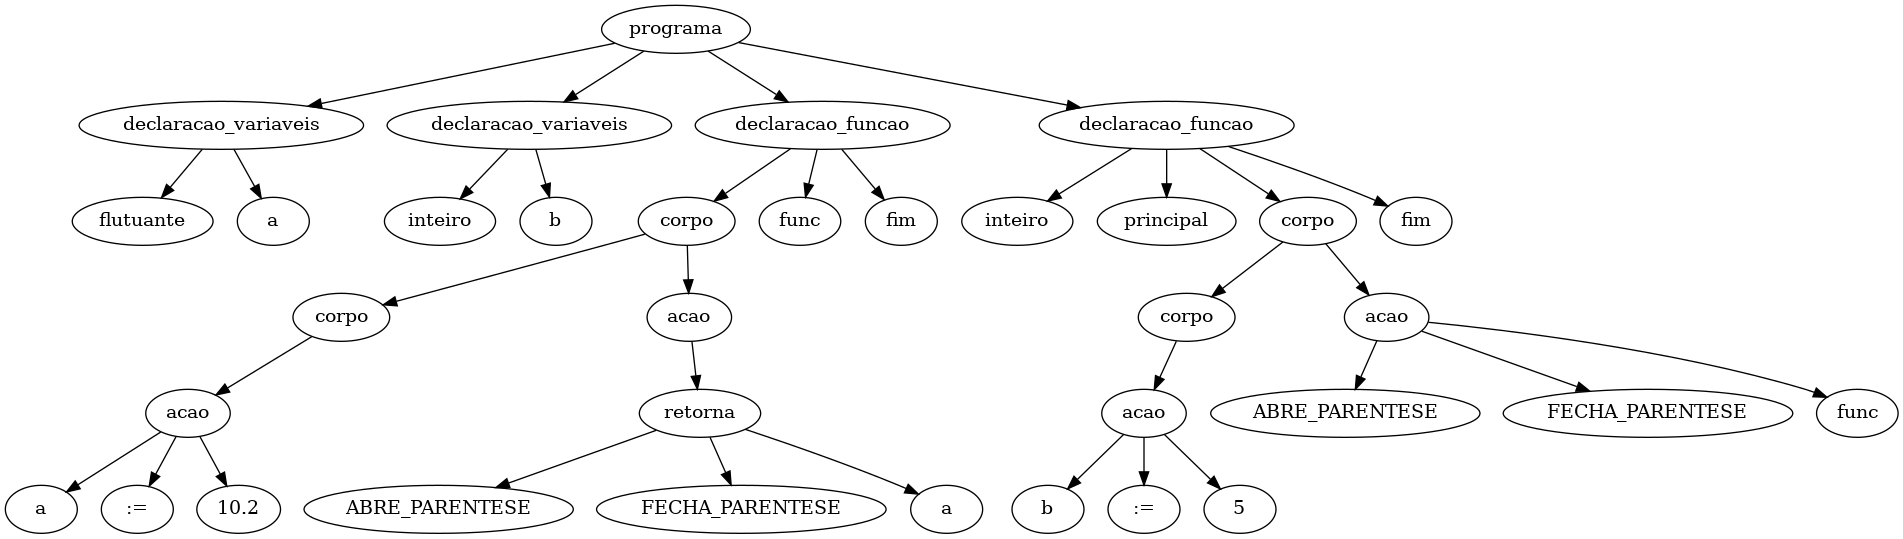 programa
declaracao_variaveis declaracao_variaveis declaracao_funcao declaracao_funcao
flutuante a inteiro b corpo func fim inteiro principal corpo fim
corpo acao corpo acao
acao retorna acao ABRE_PARENTESE FECHA_PARENTESE func
a := 10.2 ABRE_PARENTESE FECHA_PARENTESE a b := 5